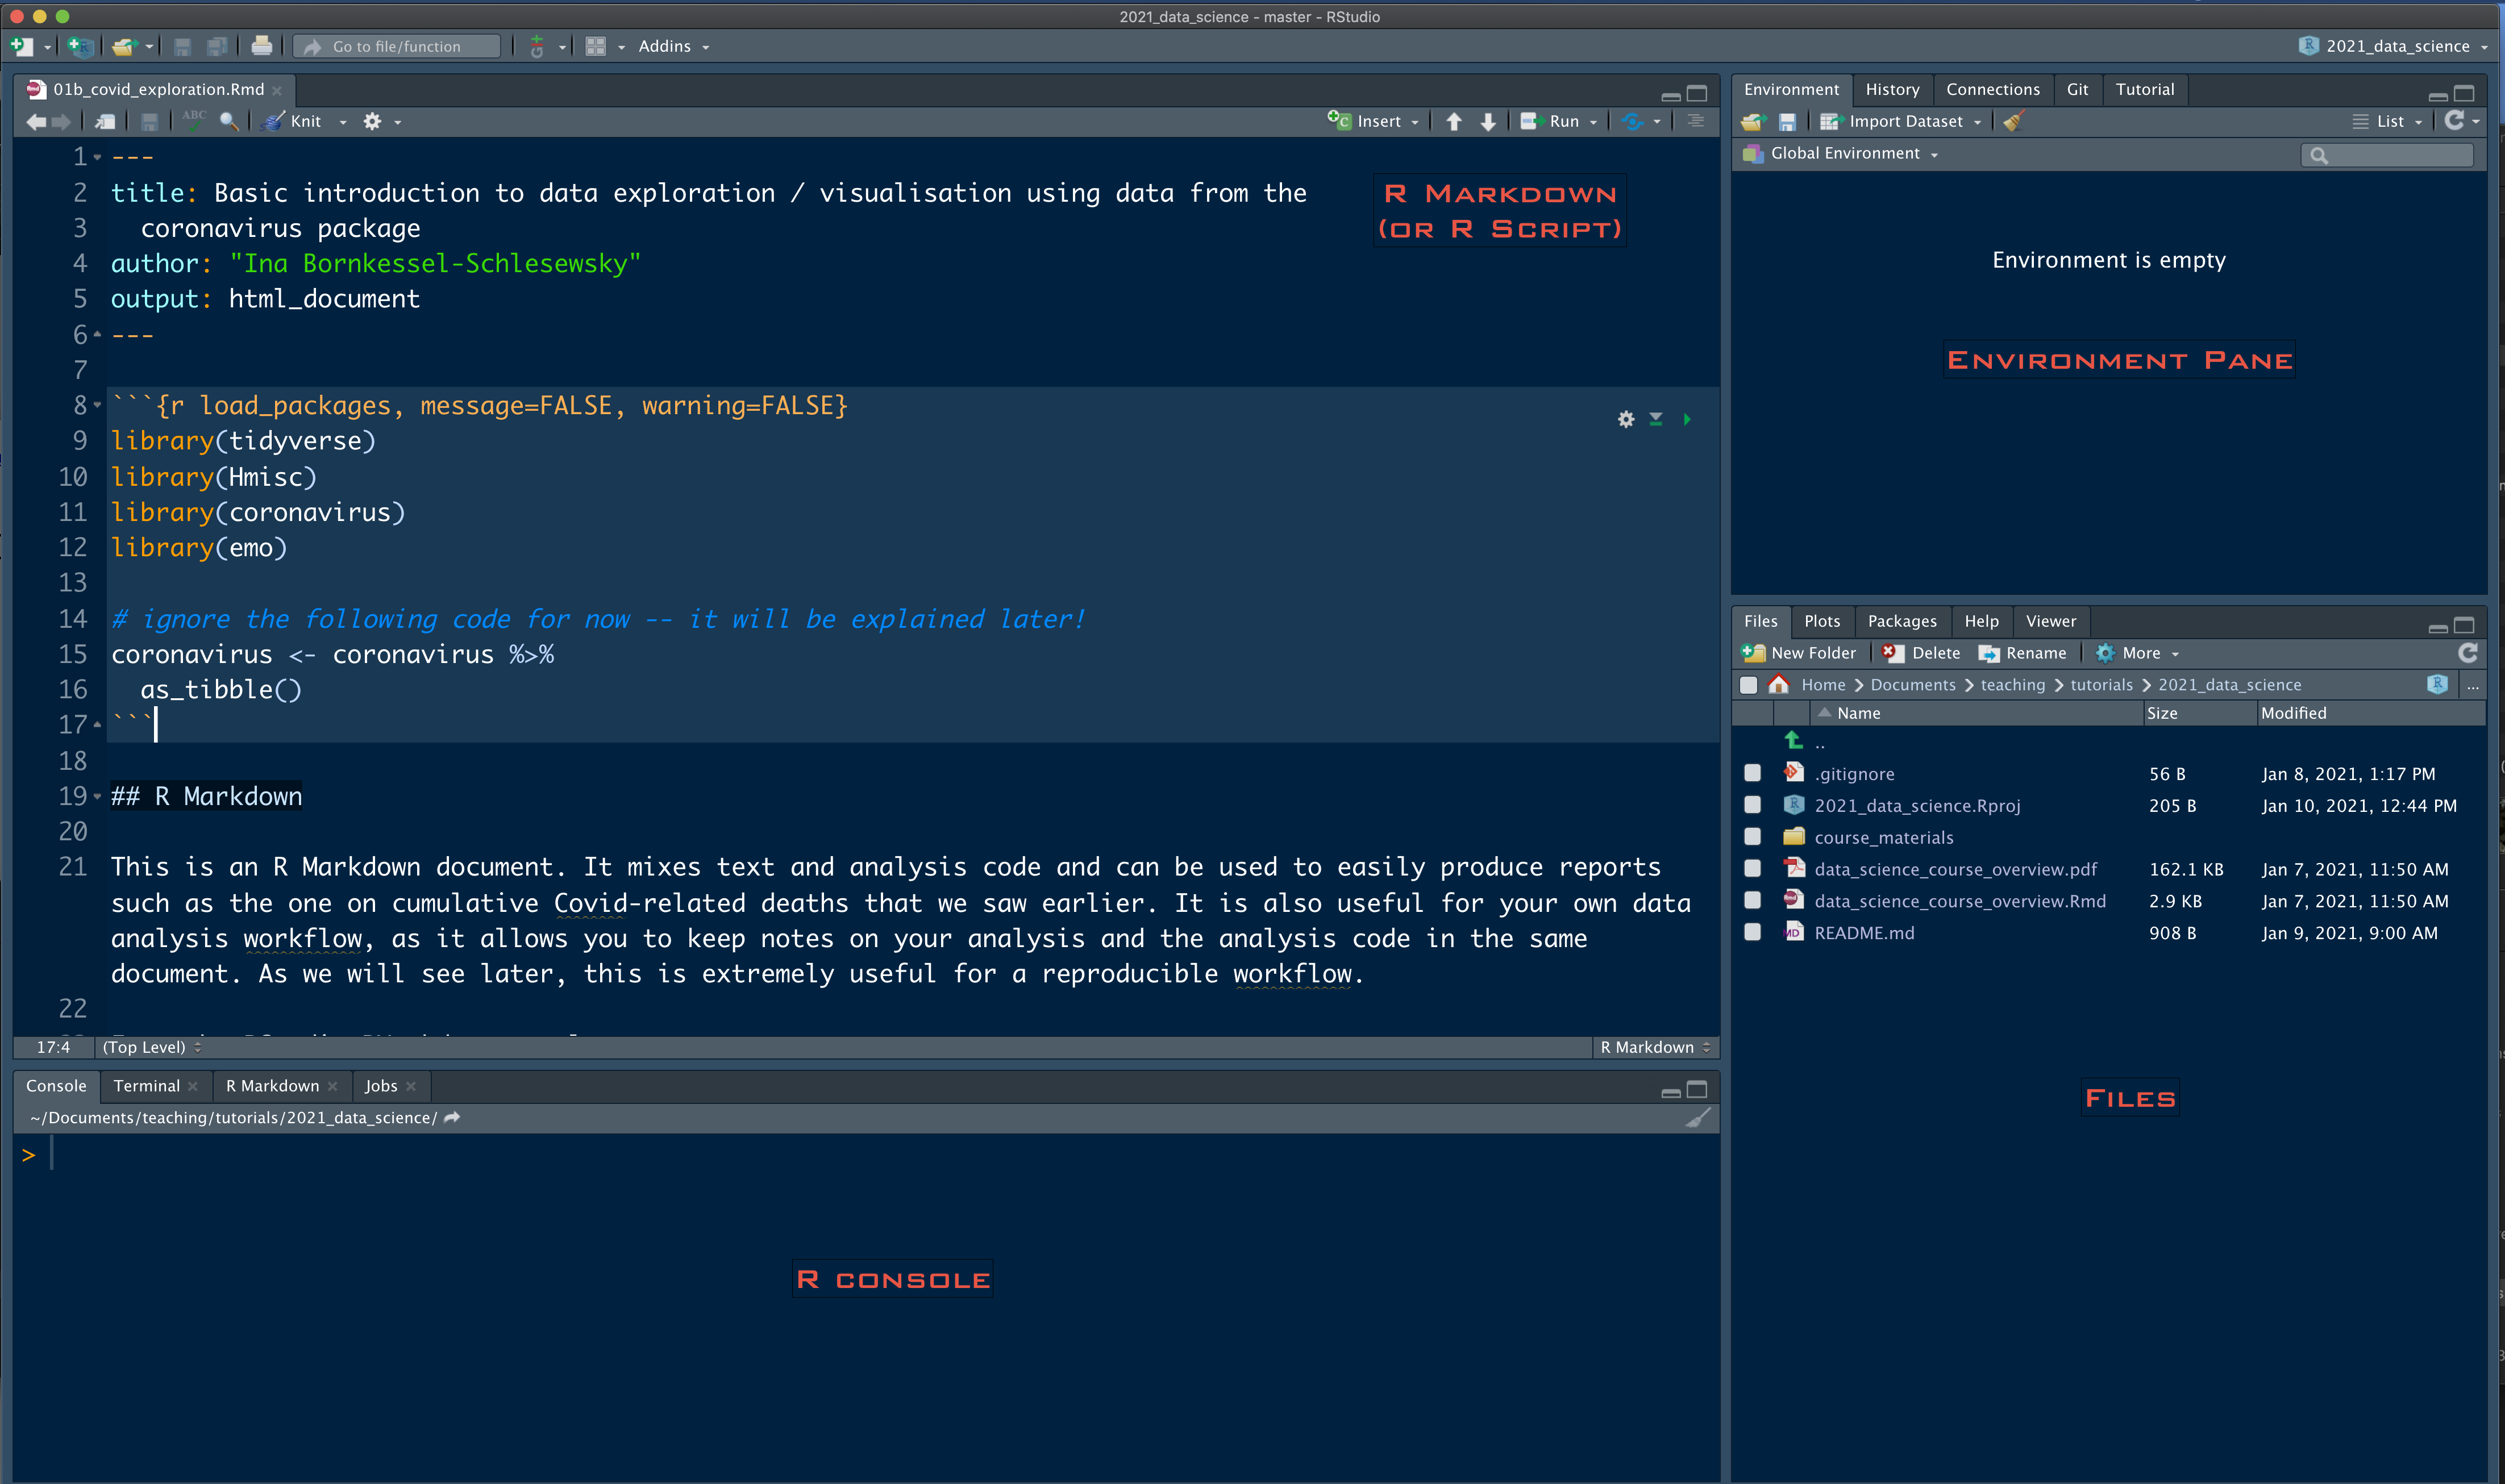 2021_data_science - master - RStudio
Go to file/function
Addins
2021_data_science
01b_covid_exploration.Rmd
ABC
Knit
Insert
Run
1 ---
2 title: Basic introduction to data exploration / visualisation using data from the
3 coronavirus package
4 author: "Ina Bornkessel-Schlesewsky"
5 output: html_document
6 ---
7
8 ```{r load_packages, message=FALSE, warning=FALSE}
9 library(tidyverse)
10 library(Hmisc)
11 library(coronavirus)
12 library(emo)
13
14 # ignore the following code for now -- it will be explained later!
15 coronavirus <- coronavirus %>%
16 as_tibble()
17 ```
18
19 ## R Markdown
20
21 This is an R Markdown document. It mixes text and analysis code and can be used to easily produce reports
such as the one on cumulative Covid-related deaths that we saw earlier. It is also useful for your own data
analysis workflow, as it allows you to keep notes on your analysis and the analysis code in the same
document. As we will see later, this is extremely useful for a reproducible workflow.
22
R Markdown
(or R Script)
17:4 (Top Level) R Markdown
Console Terminal R Markdown Jobs
~/Documents/teaching/tutorials/2021_data_science/
>
R console
Environment History Connections Git Tutorial
Import Dataset List
Global Environment
Environment is empty
Environment Pane
Files Plots Packages Help Viewer
New Folder Delete Rename More
Home Documents teaching tutorials 2021_data_science ...
Name Size Modified
..
.gitignore 56 B Jan 8, 2021, 1:17 PM
2021_data_science.Rproj 205 B Jan 10, 2021, 12:44 PM
course_materials
data_science_course_overview.pdf 162.1 KB Jan 7, 2021, 11:50 AM
data_science_course_overview.Rmd 2.9 KB Jan 7, 2021, 11:50 AM
README.md 908 B Jan 9, 2021, 9:00 AM
Files